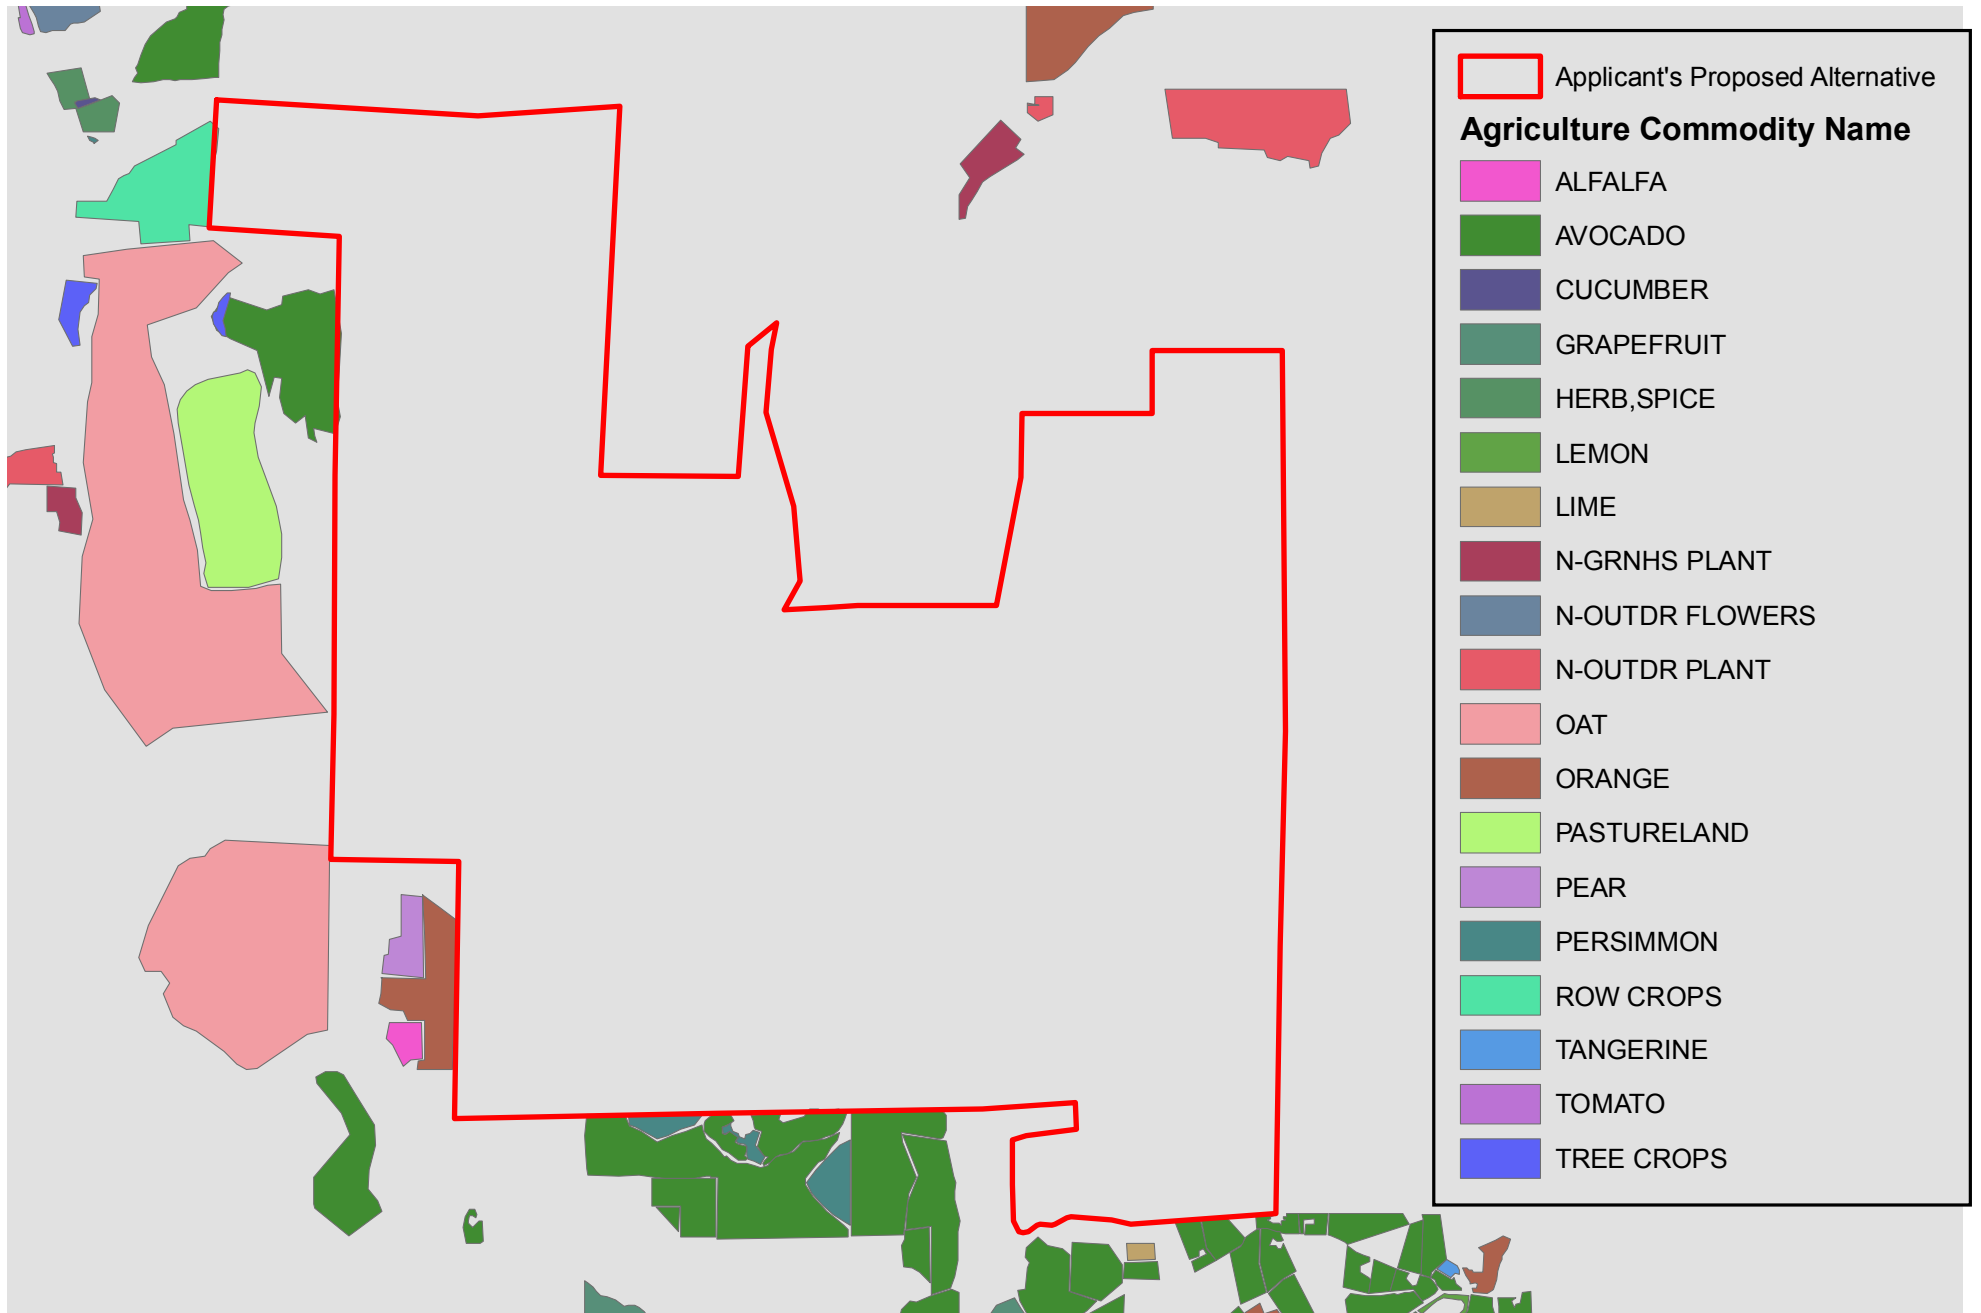 Applicant's Proposed Alternative
Agriculture Commodity Name
ALFALFA
AVOCADO
CUCUMBER
GRAPEFRUIT
HERB,SPICE
LEMON
LIME
N-GRNHS PLANT
N-OUTDR FLOWERS
N-OUTDR PLANT
OAT
ORANGE
PASTURELAND
PEAR
PERSIMMON
ROW CROPS
TANGERINE
TOMATO
TREE CROPS